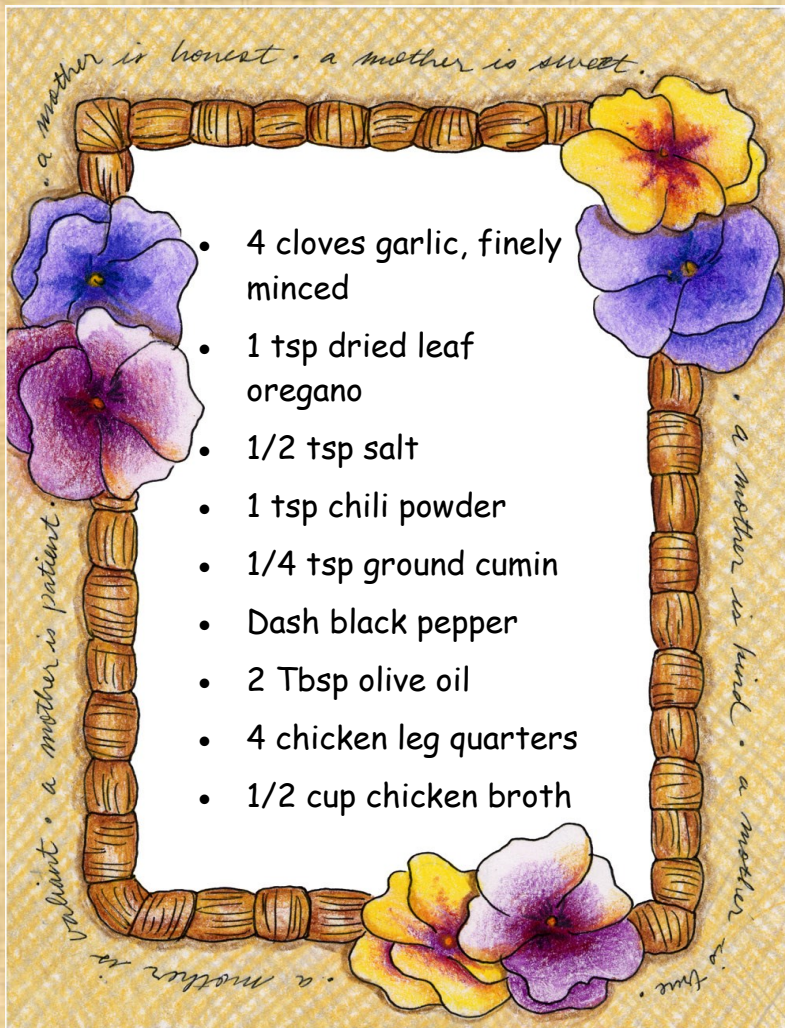 . a mother is honest . a mother is sweet.
• 4 cloves garlic, finely
minced
• 1 tsp dried leaf
oregano
• 1/2 tsp salt
• 1 tsp chili powder
• 1/4 tsp ground cumin
• Dash black pepper
• 2 Tbsp olive oil
• 4 chicken leg quarters
• 1/2 cup chicken broth
. a mother is kind . a mother is true .
. a mother is valiant . a mother is patient .